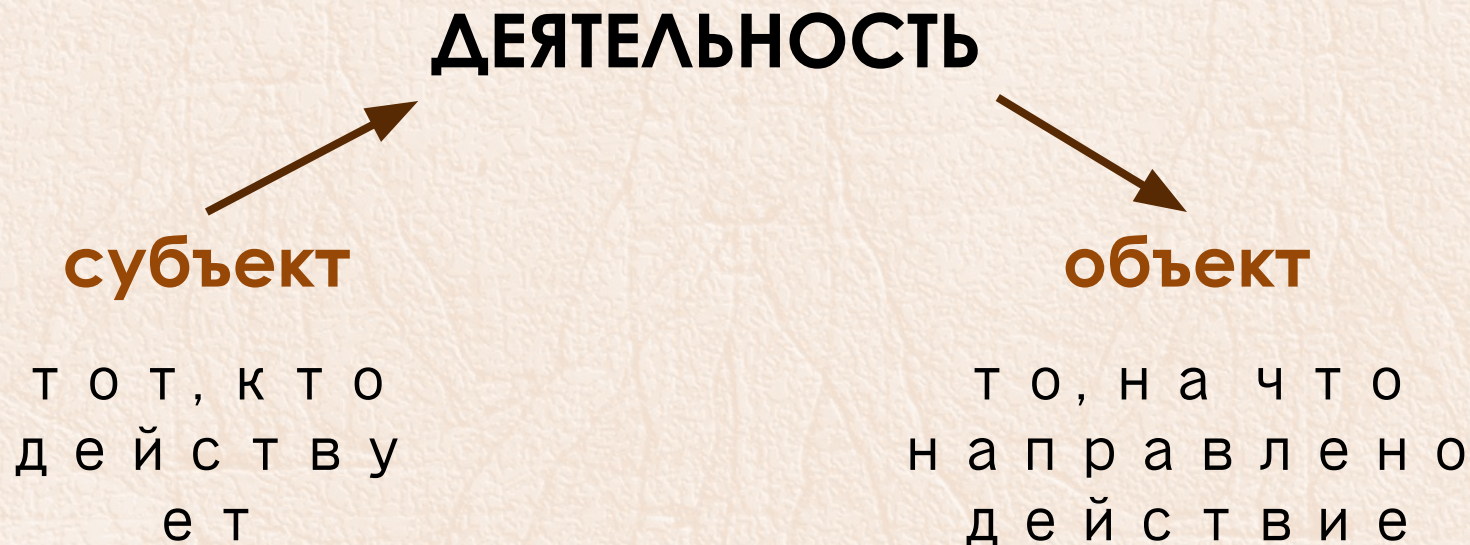 ДЕЯТЕЛЬНОСТЬ
субъект
объект
тот, кто
действу
ет
то, на что
направлено
действие